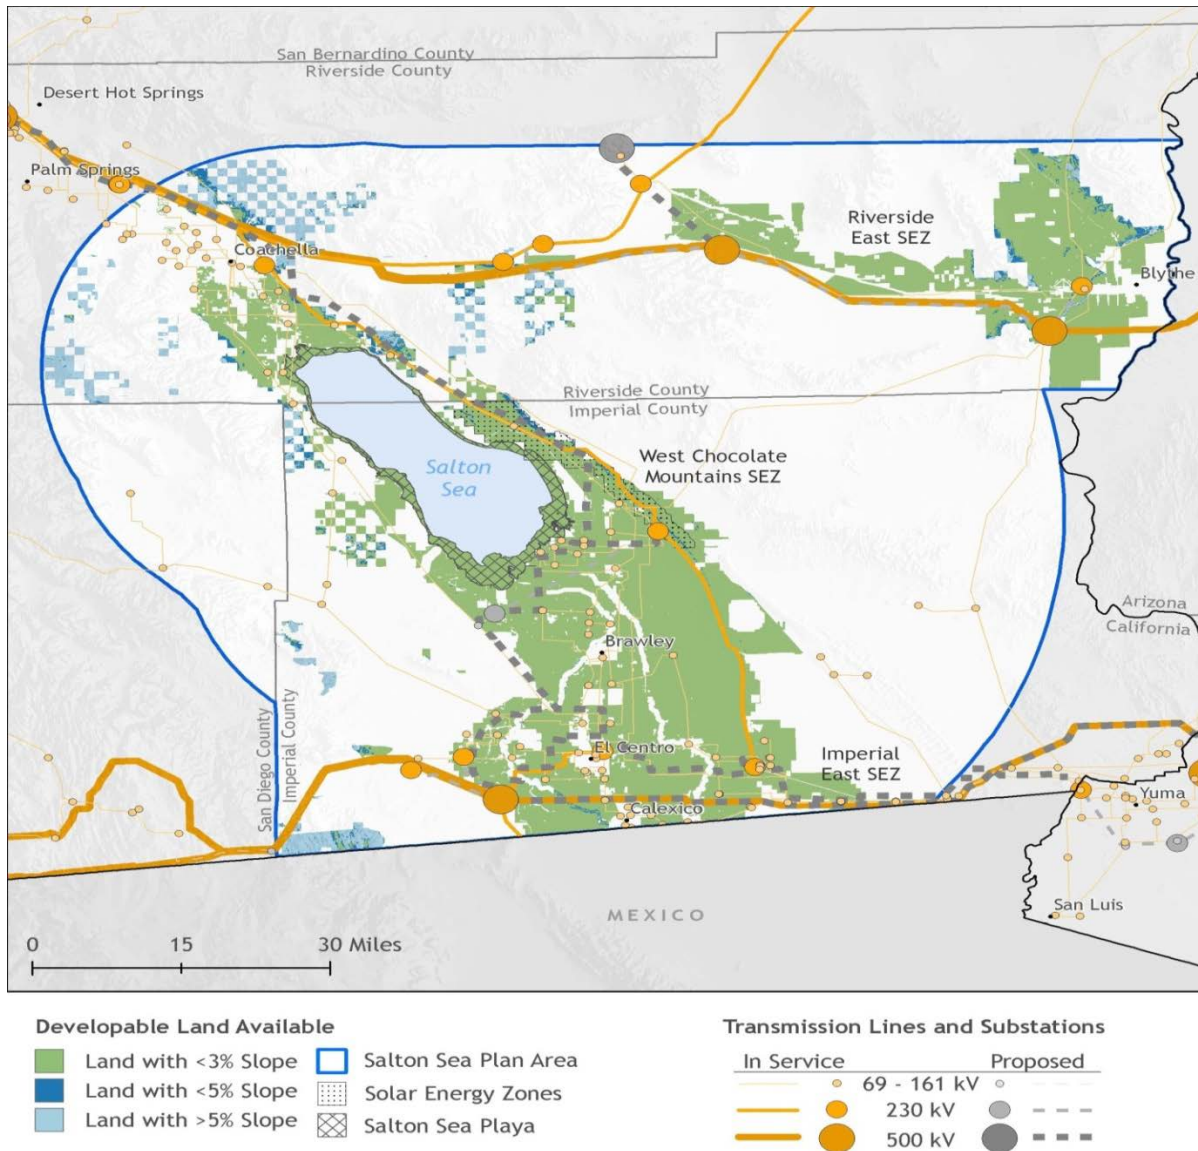 San Bernardino County
Riverside County
Desert Hot Springs
Palm Springs
Coachella
Riverside
East SEZ
Blythe
Riverside County
Imperial County
West Chocolate
Mountains SEZ
Salton
Sea
Arizona
California
Brawley
San Diego County
Imperial County
El Centro
Imperial
East SEZ
Calexico
Yuma
San Luis
MEXICO
0 15 30 Miles
Developable Land Available
Land with <3% Slope
Land with <5% Slope
Land with >5% Slope
Salton Sea Plan Area
Solar Energy Zones
Salton Sea Playa
Transmission Lines and Substations
In Service Proposed
69 - 161 kV
230 kV
500 kV